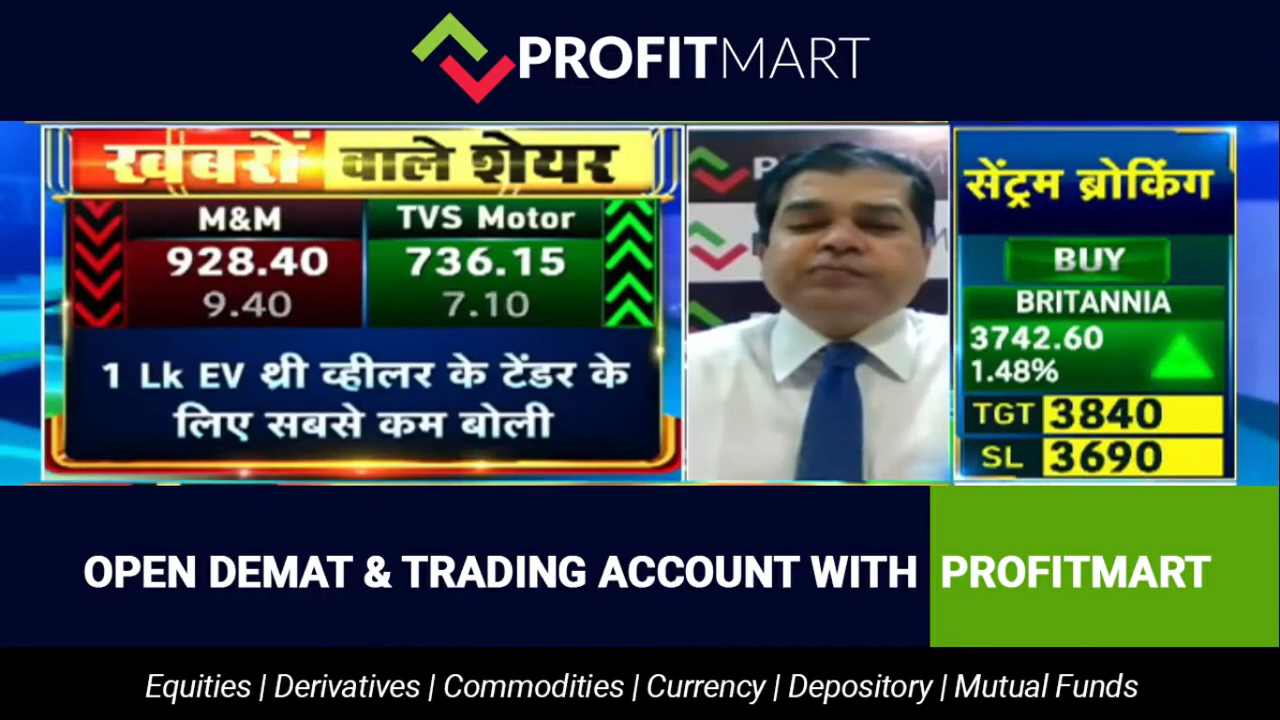 PROFITMART
खबरों वाले शेयर
M&M
928.40
9.40
TVS Motor
736.15
7.10
1 Lk EV थ्री व्हीलर के टेंडर के
लिए सबसे कम बोली
सेंट्रम ब्रोकिंग
BUY
BRITANNIA
3742.60
1.48%
TGT 3840
SL 3690
OPEN DEMAT & TRADING ACCOUNT WITH PROFITMART
Equities | Derivatives | Commodities | Currency | Depository | Mutual Funds